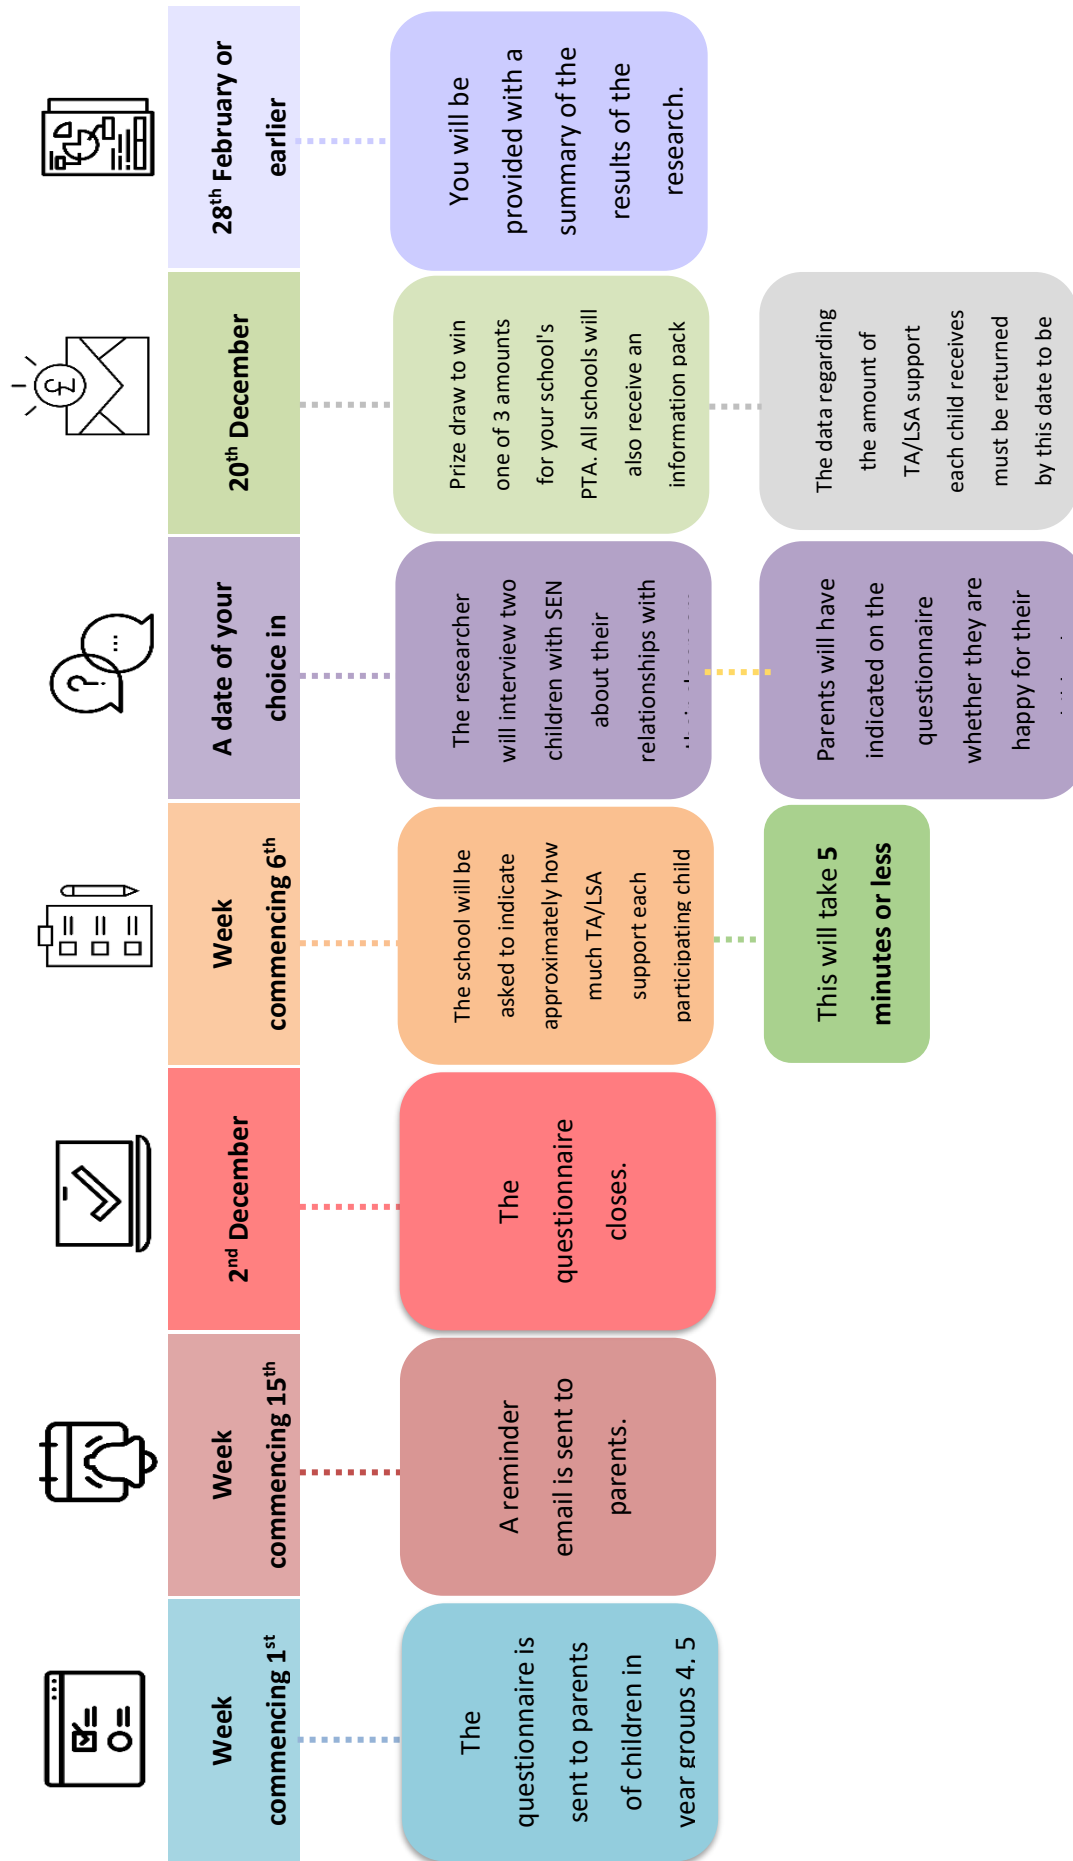 Week
commencing 1st
The
questionnaire is
sent to parents
of children in
year groups 4, 5
Week
commencing 15th
A reminder
email is sent to
parents.
2nd December
The
questionnaire
closes.
Week
commencing 6th
The school will be
asked to indicate
approximately how
much TA/LSA
support each
participating child
This will take 5
minutes or less
A date of your
choice in
?
...
The researcher
will interview two
children with SEN
about their
relationships with
Parents will have
indicated on the
questionnaire
whether they are
happy for their
20th December
£
Prize draw to win
one of 3 amounts
for your school's
PTA. All schools will
also receive an
information pack
The data regarding
the amount of
TA/LSA support
each child receives
must be returned
by this date to be
28th February or
earlier
You will be
provided with a
summary of the
results of the
research.